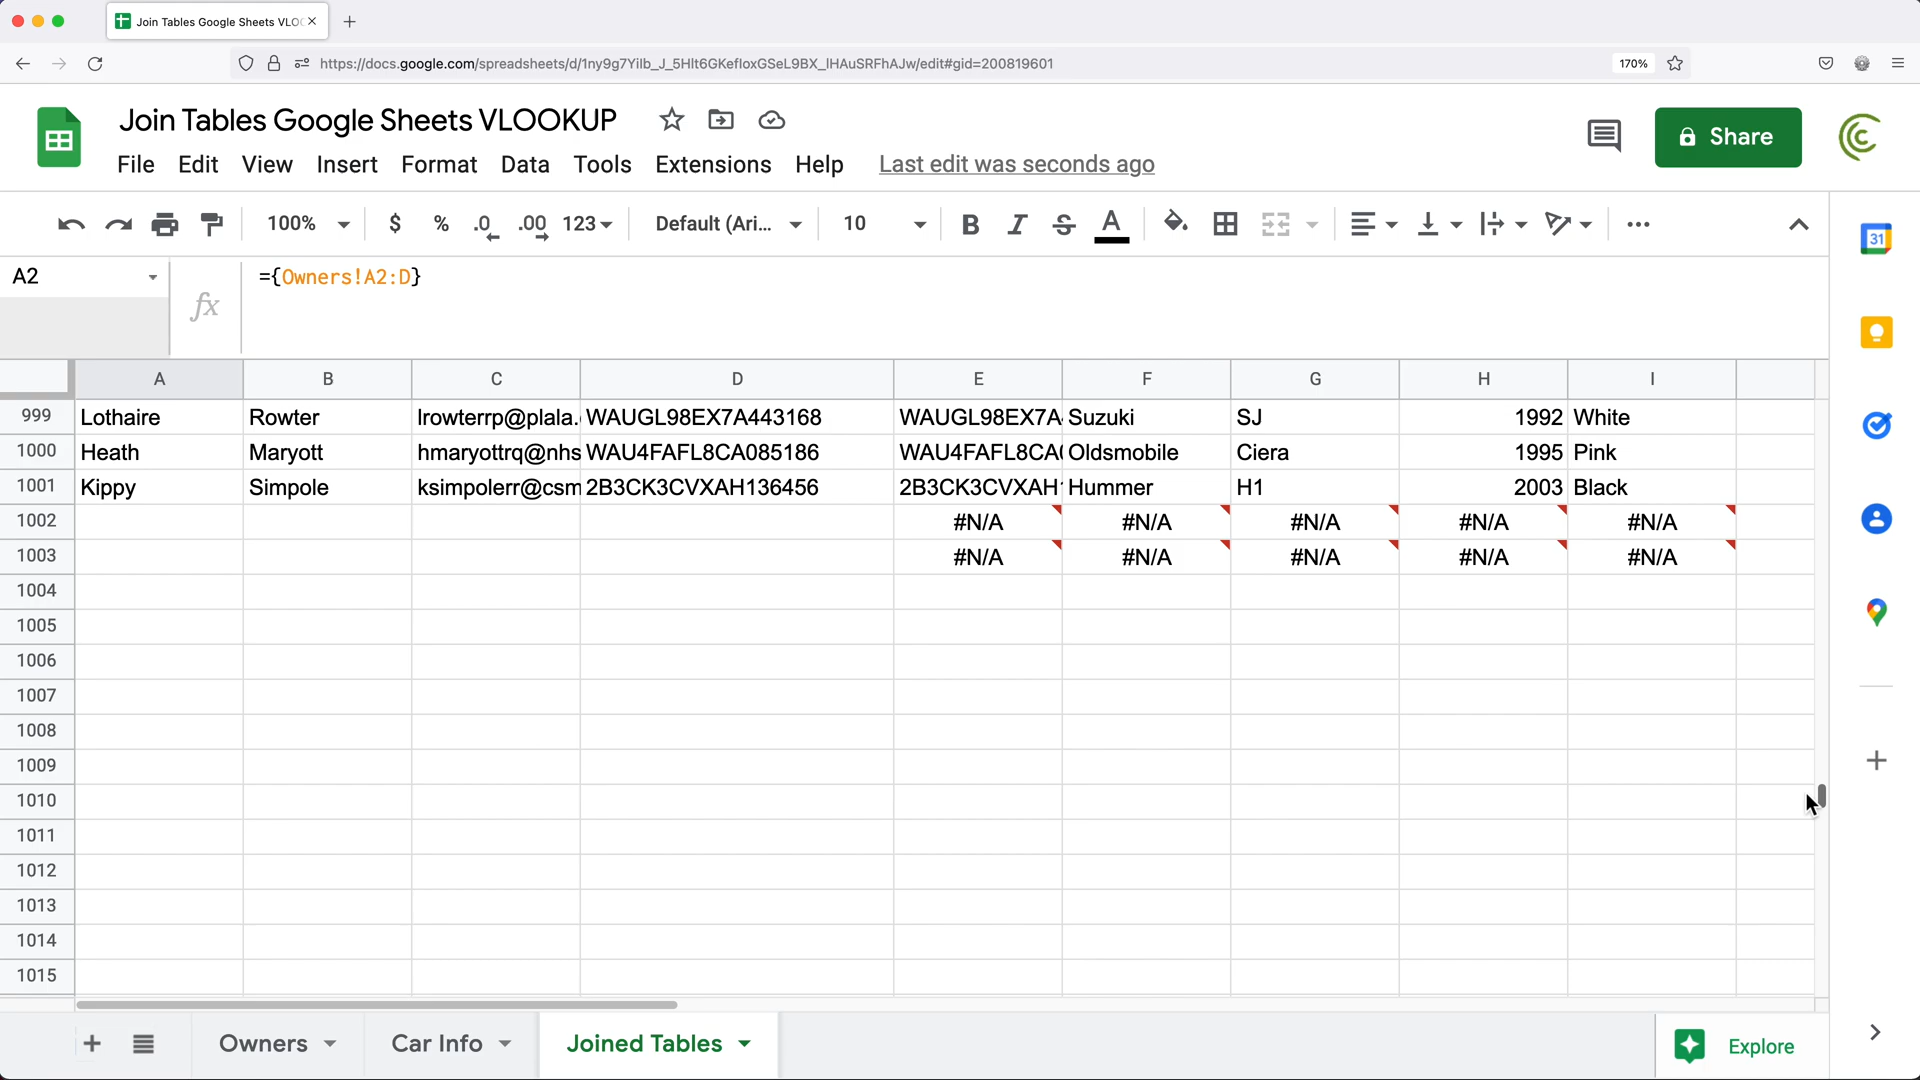 Join Tables Google Sheets VLO
https://docs.google.com/spreadsheets/d/1ny9g7Yilb_J_5Hlt6GKefloxGSeL9BX_lHAuSRFhAJw/edit#gid=200819601
170%
Join Tables Google Sheets VLOOKUP
Share
File Edit View Insert Format Data Tools Extensions Help Last edit was seconds ago
100% $ % .0 .00 123 Default (Ari... 10 B I S A
31
A2
fx
={Owners!A2:D}
A B C D E F G H I
999 Lothaire Rowter lrowterrp@plala. WAUGL98EX7A443168 WAUGL98EX7A Suzuki SJ 1992 White
1000 Heath Maryott hmaryottrq@nhs WAU4FAFL8CA085186 WAU4FAFL8CA Oldsmobile Ciera 1995 Pink
1001 Kippy Simpole ksimpolerr@csm 2B3CK3CVXAH136456 2B3CK3CVXAH Hummer H1 2003 Black
1002 #N/A #N/A #N/A #N/A #N/A
1003 #N/A #N/A #N/A #N/A #N/A
1004
1005
1006
1007
1008
1009
1010
1011
1012
1013
1014
1015
Owners Car Info Joined Tables Explore